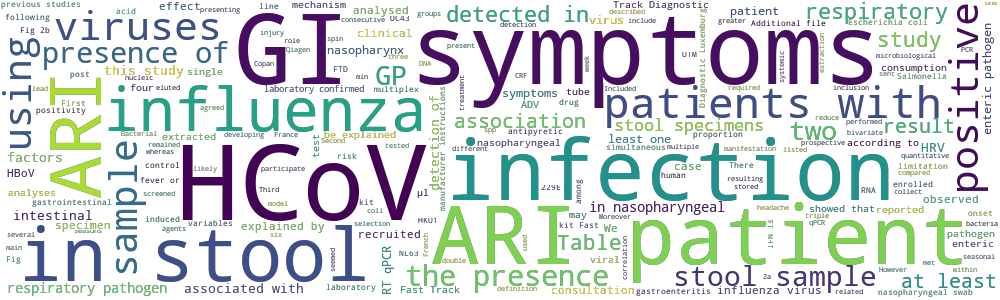 previous studies
effect
mechanism
presenting
line
Fig 2b
injury
Qiagen
role
analysed
consecutive
OC43
groups
detected in
Track Diagnostic
Additional file
respiratory
Escherichia coli
viruses
GI symptoms
virus
described
include
patient
greater
presence of
spin
nasopharynx
clinical
detection
present
three
week
PCR
study
microbiological
using
acid
post
this study
single
Copan
FTD
min
GP
DNA
CRF
treatment
UIM
systemic
Diagnostic Luxembourg
extraction
consumption
sent
Salmonella
positive
enteric pathogen
lead
First
nucleic
eluted
laboratory confirmed
multiplex
tube
symptoms
ADV
drug
Included
required
inclusion
positivity
four
influenza
agreed
association
antipyretic
patients with
reduce
performed
bivariate
ARI
Bacterial
remained
whereas
extracted
developing
France
test
be explained
second
tested
detection of
manufacturer instructions
spp
nasopharyngeal
stool specimens
at least one
simultaneous
proportion
multiple
two
according to
result
factors
HBoV
control
fever or
likely
participate
risk
different
case
manifestation
listed
prospective
HRV
quantitative
limitation
compared
analyses
gastrointestinal
screened
Third
model
HCoV
kit
coli
µl
infection
229E
among
human
There
resulting
stored
RNA
enrolled
collect
intestinal
specimen
sample
induced
agents
variables
selection
HKU1
in nasopharyngeal
may
Moreover
kit Fast
headache
showed that
reported
observed
onset
bacteria
several
main
Fig
seasons
explained by
six
recruited
French
NL63
seemed
RT qPCR
ARI patient
used
We
Table
viral
correlation
H1N1
St
triple
qPCR
pathogen
enteric
met
seasonal
in stool
the presence
stool sample
2a
However
within
at least
respiratory pathogen
associated with
laboratory
Fast Track
double
definition
consultation
gastroenteritis
influenza virus
related
nasopharyngeal swab